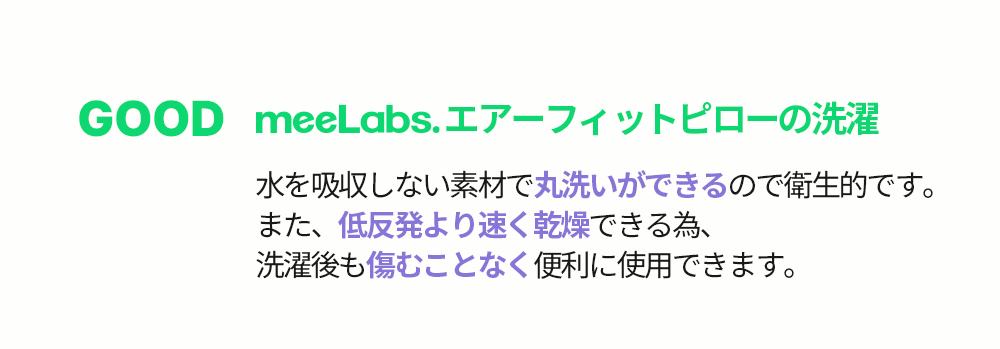 GOOD meeLabs.エアーフィットピローの洗濯
水を吸収しない素材で丸洗いができるので衛生的です。
また、低反発より速く乾燥できる為、
洗濯後も傷むことなく便利に使用できます。